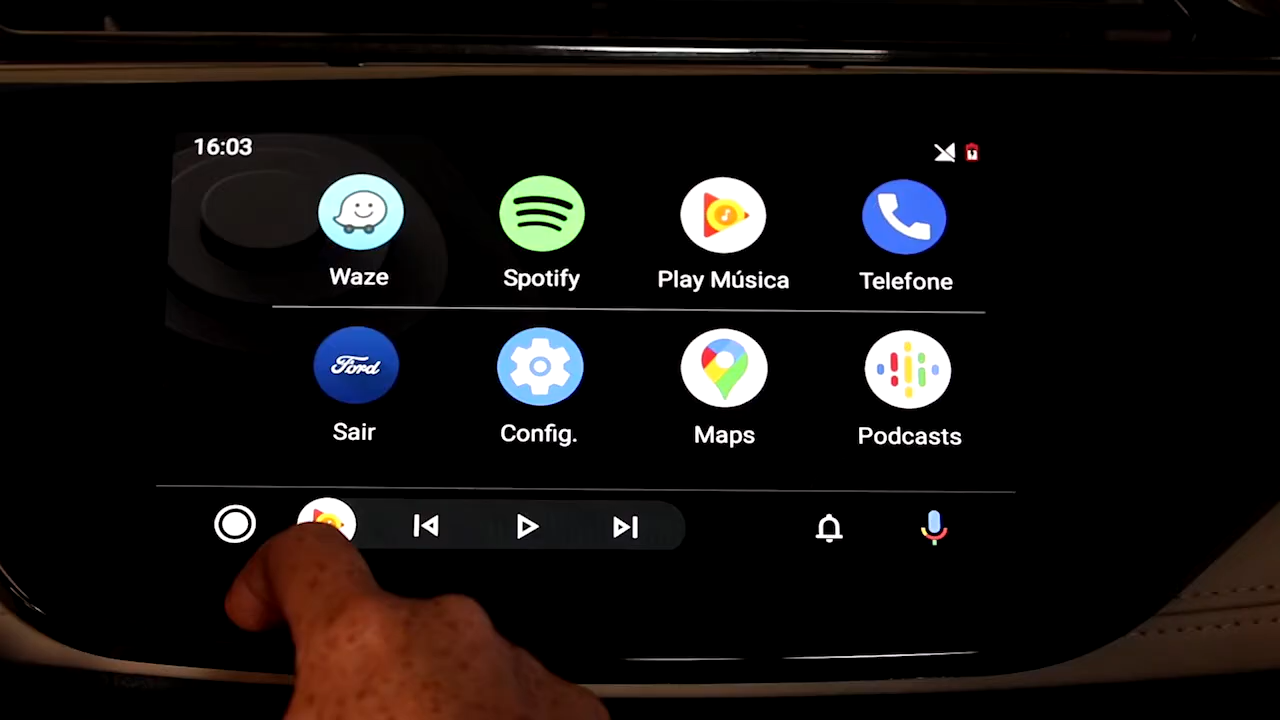 16:03
Waze
Spotify
Play Música
Telefone
Ford
Sair
Config.
Maps
Podcasts